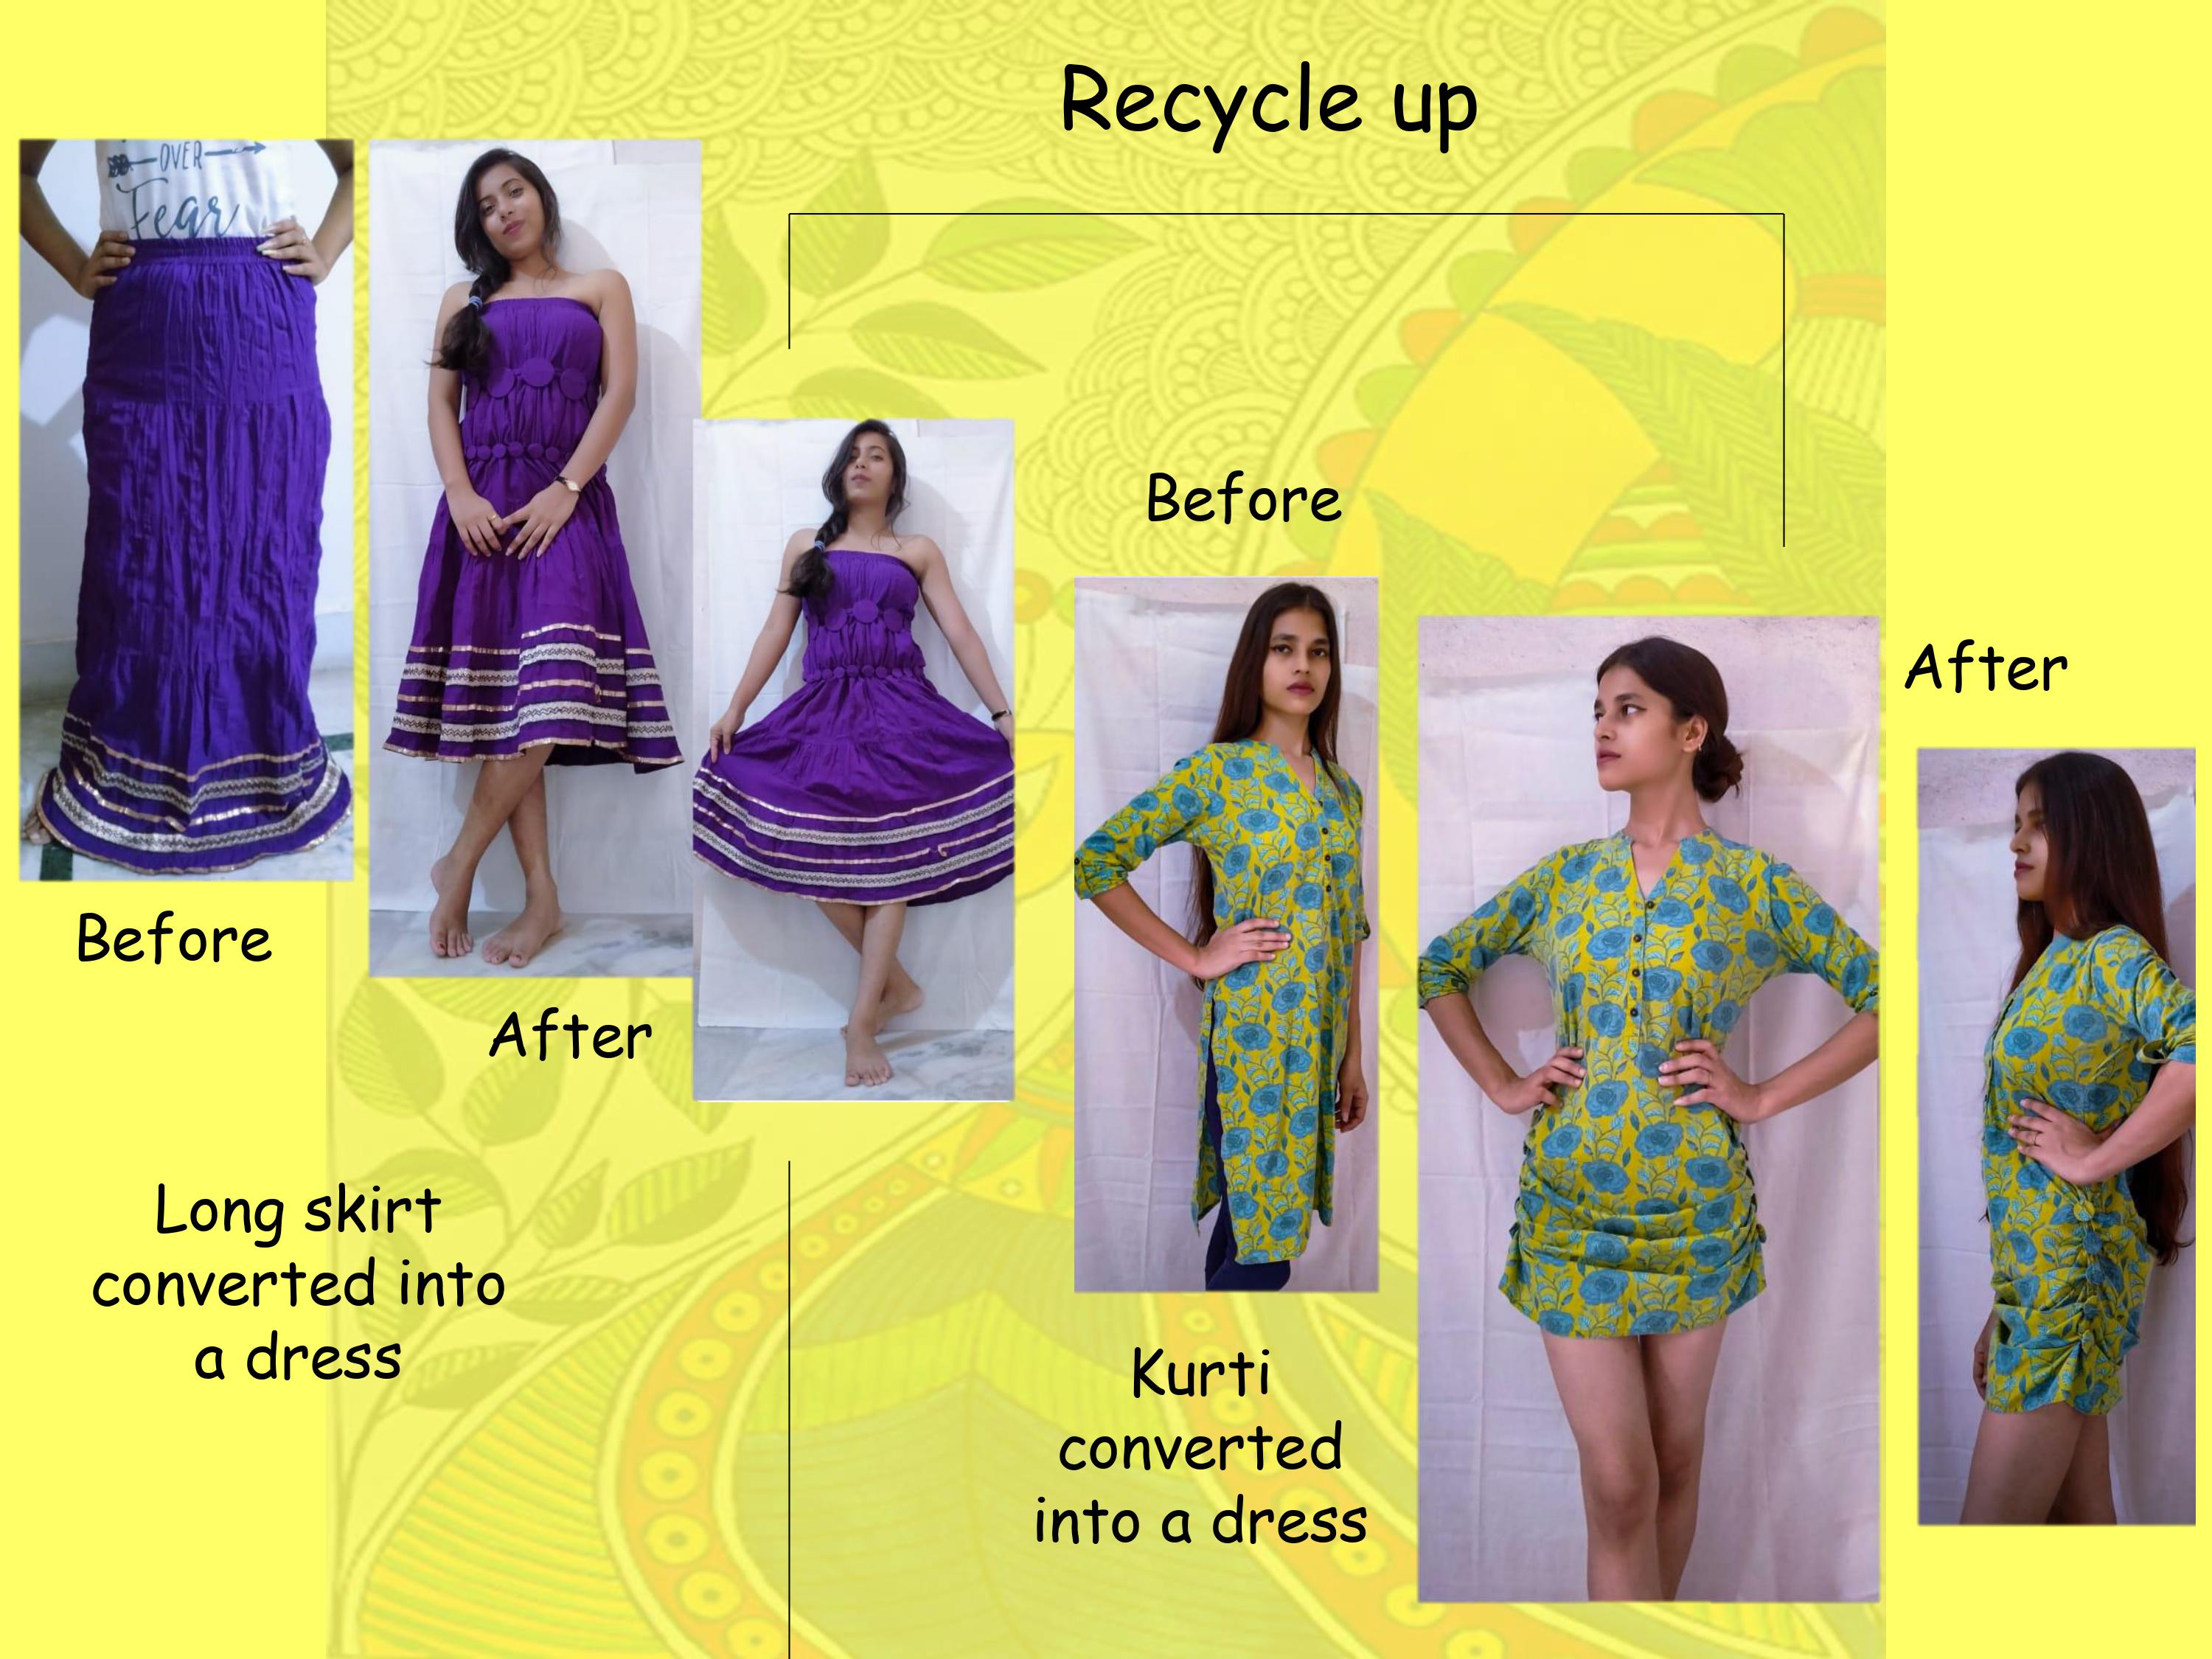 Recycle up
OVER
Fear
Before
After
Long skirt
converted into
a dress
Before
After
Kurti
converted
into a dress